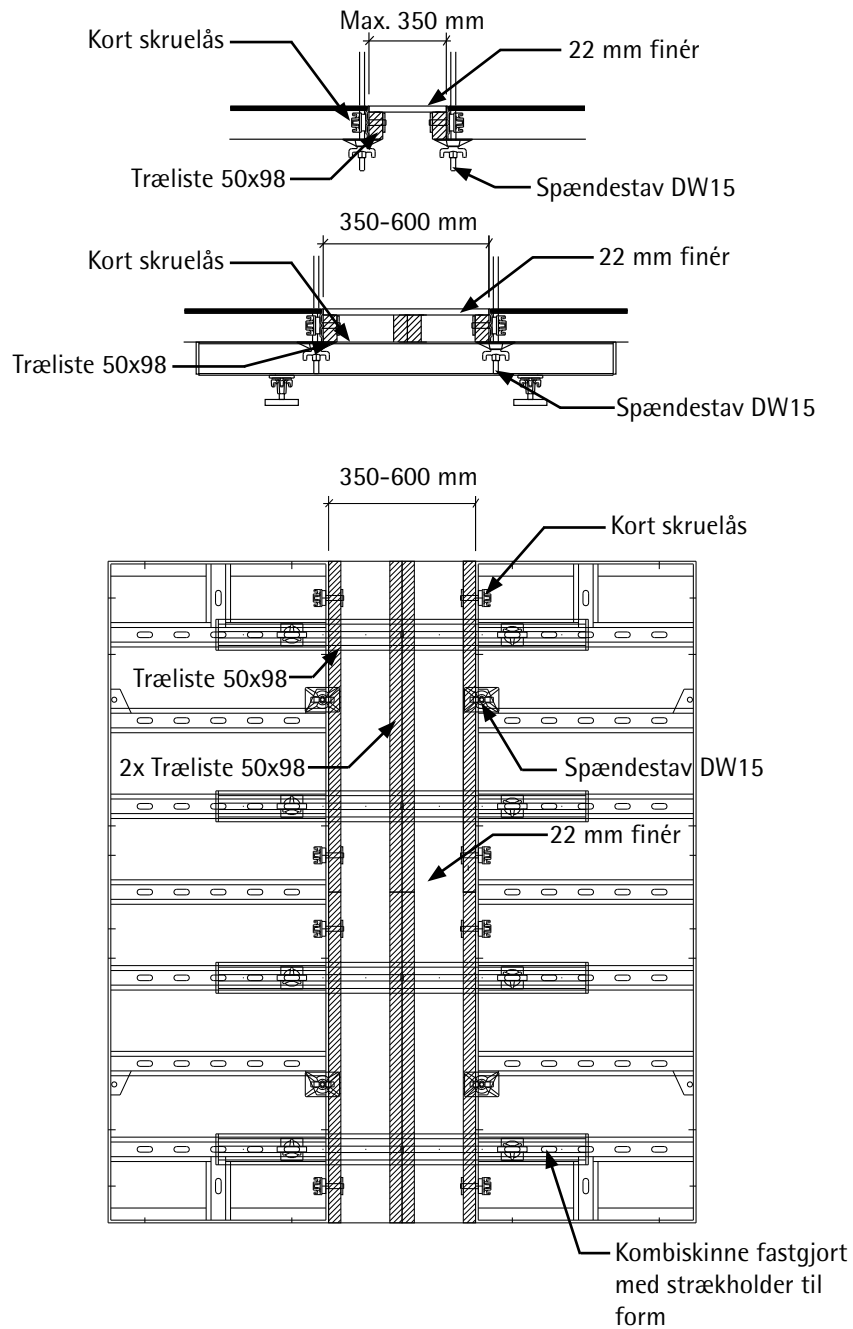 Max. 350 mm
Kort skruelås
22 mm finér
Træliste 50x98
Spændestav DW15
350-600 mm
Kort skruelås
22 mm finér
Træliste 50x98
Spændestav DW15
350-600 mm
Kort skruelås
Træliste 50x98
2x Træliste 50x98
Spændestav DW15
22 mm finér
Kombiskinne fastgjort
med strækholder til
form